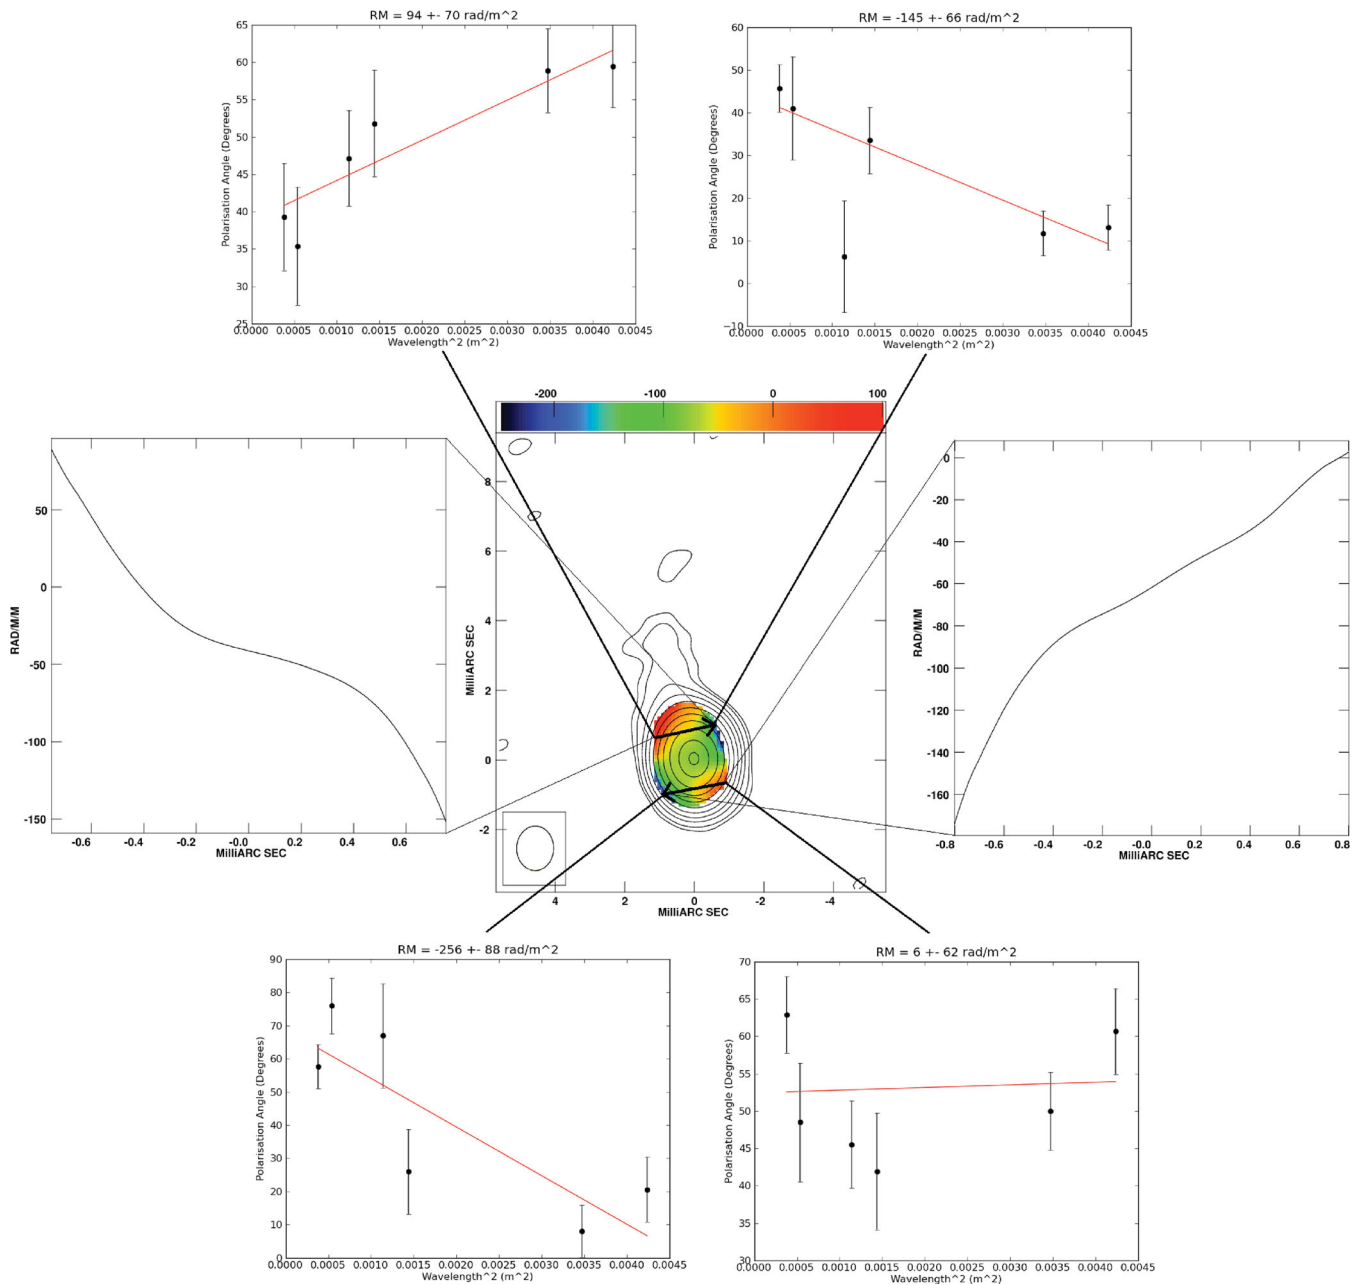 RM = 94 +- 70 rad/m^2
65
60
55
50
45
40
35
30
25
Polarisation Angle (Degrees)
0.0000 0.0005 0.0010 0.0015 0.0020 0.0025 0.0030 0.0035 0.0040 0.0045
Wavelength^2 (m^2)
RM = -145 +- 66 rad/m^2
60
50
40
30
20
10
0
−10
Polarisation Angle (Degrees)
0.0000 0.0005 0.0010 0.0015 0.0020 0.0025 0.0030 0.0035 0.0040 0.0045
Wavelength^2 (m^2)
50
0
-50
-100
-150
RAD/M/M
-0.6 -0.4 -0.2 -0.0 0.2 0.4 0.6
MilliARC SEC
-200 -100 0 100
8
6
4
2
0
-2
MilliARC SEC
4 2 0 -2 -4
MilliARC SEC
0
-20
-40
-60
-80
-100
-120
-140
-160
RAD/M/M
-0.8 -0.6 -0.4 -0.2 -0.0 0.2 0.4 0.6 0.8
MilliARC SEC
RM = -256 +- 88 rad/m^2
90
80
70
60
50
40
30
20
10
0
Polarisation Angle (Degrees)
0.0000 0.0005 0.0010 0.0015 0.0020 0.0025 0.0030 0.0035 0.0040 0.0045
Wavelength^2 (m^2)
RM = 6 +- 62 rad/m^2
70
65
60
55
50
45
40
35
30
Polarisation Angle (Degrees)
0.0000 0.0005 0.0010 0.0015 0.0020 0.0025 0.0030 0.0035 0.0040 0.0045
Wavelength^2 (m^2)